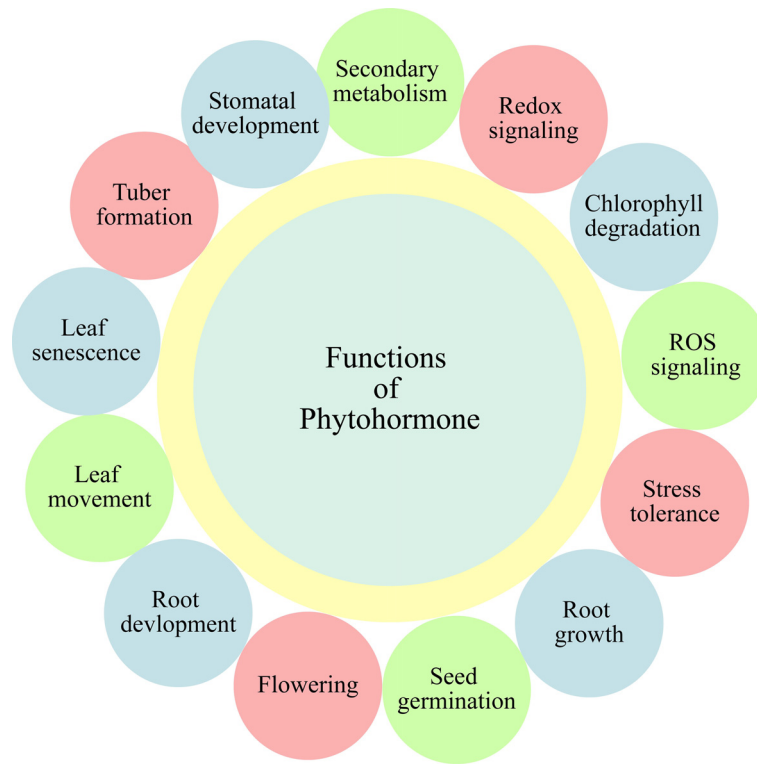 Secondary
metabolism
Redox
signaling
Chlorophyll
degradation
ROS
signaling
Stress
tolerance
Root
growth
Seed
germination
Flowering
Root
devlopment
Leaf
movement
Leaf
senescence
Tuber
formation
Stomatal
development
Functions
of
Phytohormone